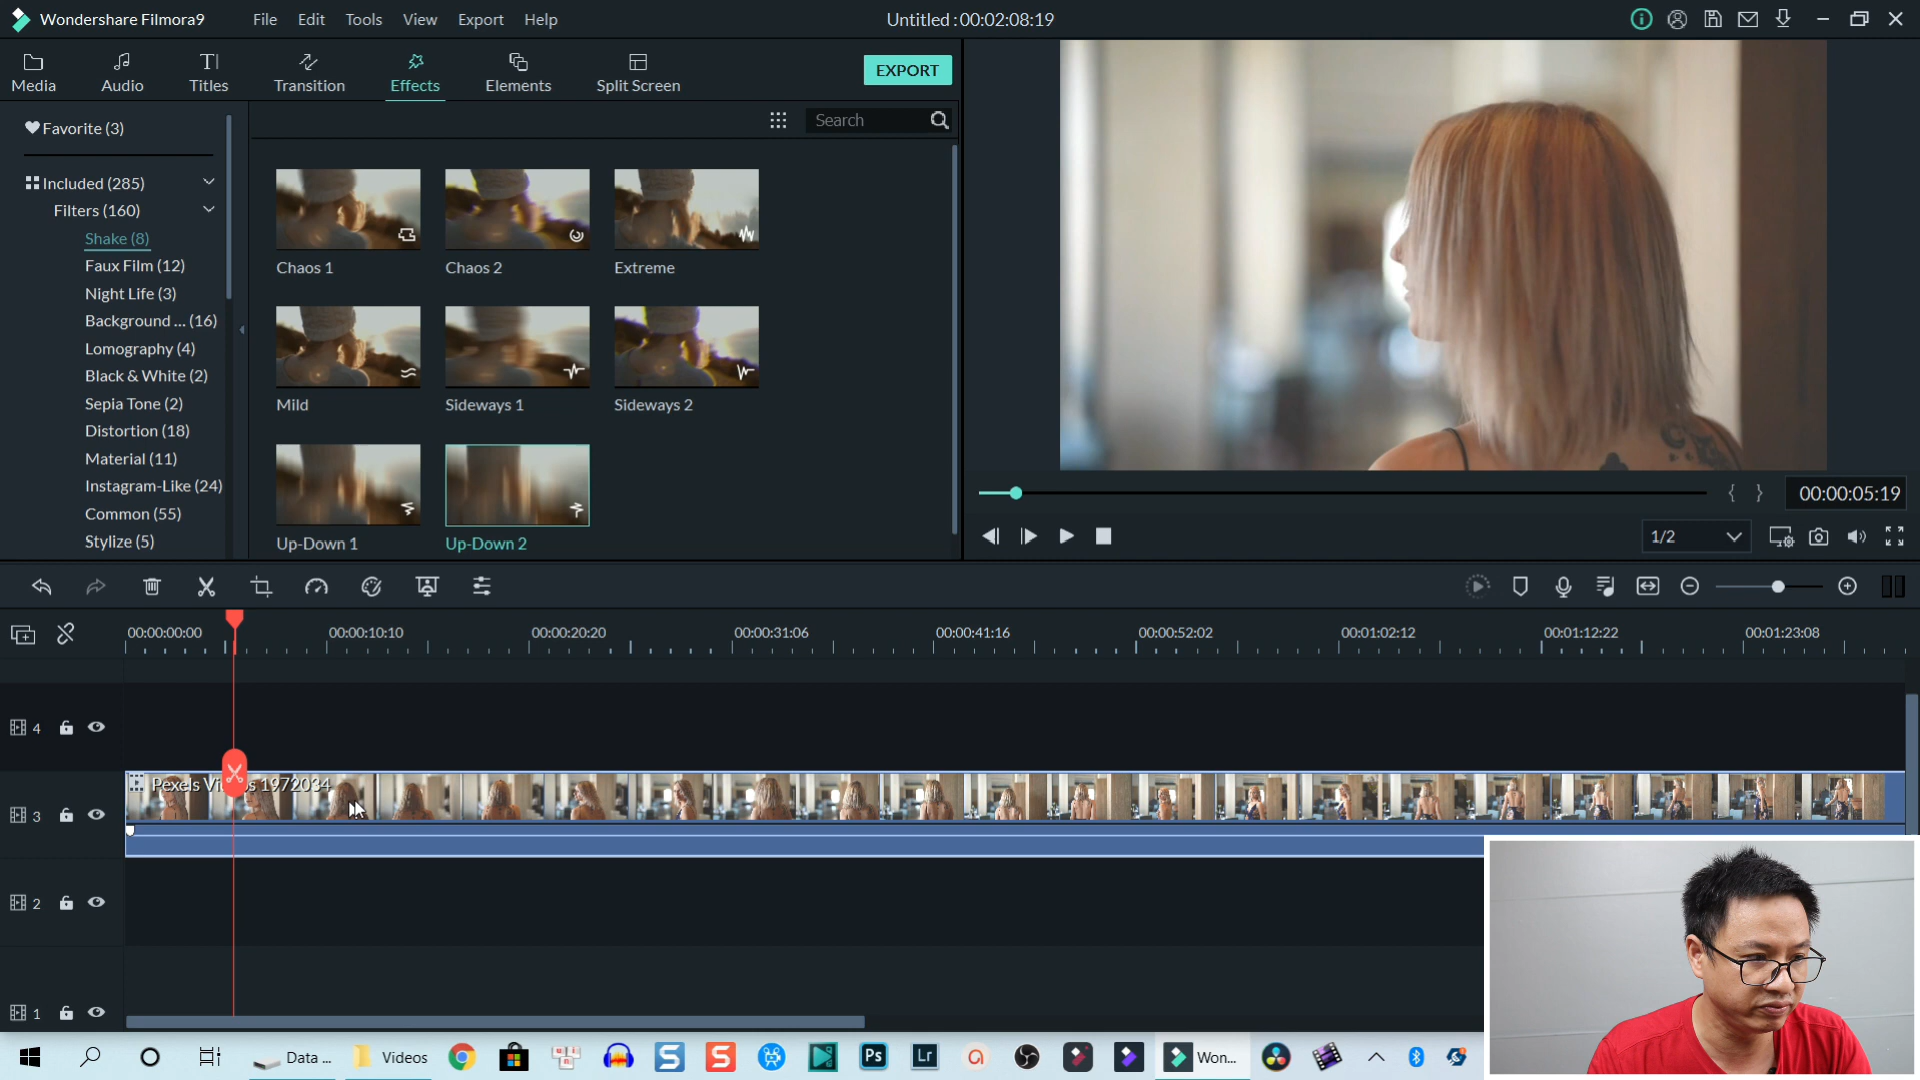 Wondershare Filmora9 File Edit Tools View Export Help Untitled : 00:02:08:19
Media Audio Titles Transition Effects Elements Split Screen EXPORT
Favorite (3)
Search
Included (285)
Filters (160)
Shake (8)
Faux Film (12)
Night Life (3)
Background ... (16)
Lomography (4)
Black & White (2)
Sepia Tone (2)
Distortion (18)
Material (11)
Instagram-Like (24)
Common (55)
Stylize (5)
Chaos 1 Chaos 2 Extreme
Mild Sideways 1 Sideways 2
Up-Down 1 Up-Down 2
{ } 00:00:05:19
1/2
00:00:00:00 00:00:10:10 00:00:20:20 00:00:31:06 00:00:41:16 00:00:52:02 00:01:02:12 00:01:12:22 00:01:23:08
4
Pexels 1972034
3
2
1
Data ... Videos Ps Lr Won...